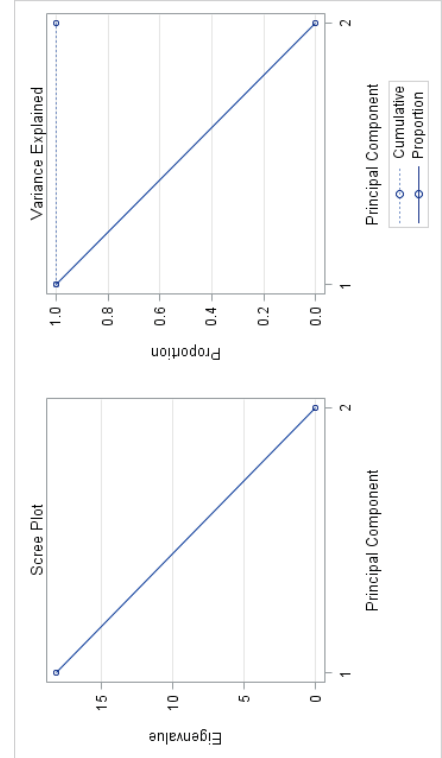 Scree Plot
15
10
5
0
Eigenvalue
1
2
Principal Component
Variance Explained
1.0
0.8
0.6
0.4
0.2
0.0
Proportion
1
2
Principal Component
Cumulative
Proportion